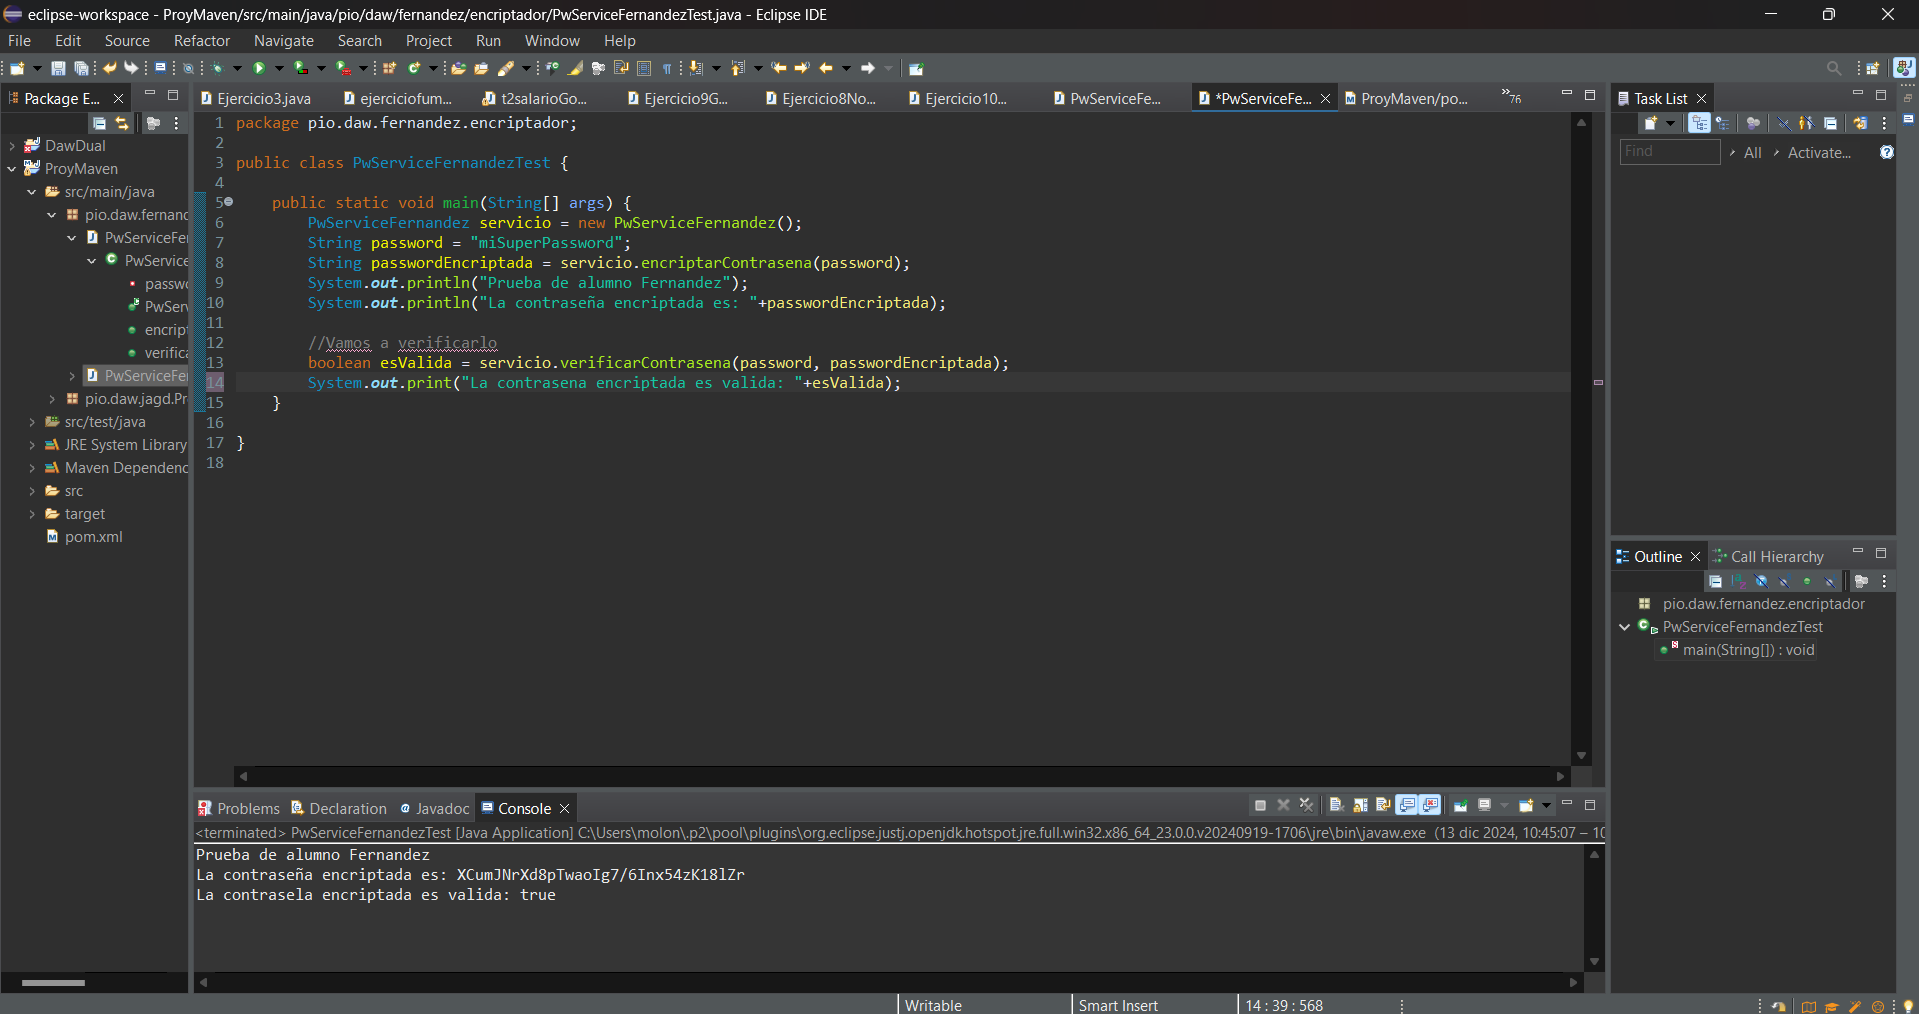 eclipse-workspace - ProyMaven/src/main/java/pio/daw/fernandez/encriptador/PwServiceFernandezTest.java - Eclipse IDE
File Edit Source Refactor Navigate Search Project Run Window Help
Package E...
Ejercicio3.java ejerciciofum... t2salarioGo... Ejercicio9G... Ejercicio8No... Ejercicio10... PwServiceFe... *PwServiceFe... ProyMaven/po... »76
DawDual
ProyMaven
src/main/java
pio.daw.fernand
PwServiceFer
PwService
passwo
PwServ
encript
verifica
PwServiceFer
pio.daw.jagd.Pr
src/test/java
JRE System Library
Maven Dependenc
src
target
pom.xml
1 package pio.daw.fernandez.encriptador;
2
3 public class PwServiceFernandezTest {
4
5 public static void main(String[] args) {
6 PwServiceFernandez servicio = new PwServiceFernandez();
7 String password = "miSuperPassword";
8 String passwordEncriptada = servicio.encriptarContrasena(password);
9 System.out.println("Prueba de alumno Fernandez");
10 System.out.println("La contraseña encriptada es: "+passwordEncriptada);
11
12 //Vamos a verificarlo
13 boolean esValida = servicio.verificarContrasena(password, passwordEncriptada);
14 System.out.print("La contrasena encriptada es valida: "+esValida);
15 }
16
17 }
18
Task List
Find All Activate...
Outline Call Hierarchy
pio.daw.fernandez.encriptador
PwServiceFernandezTest
main(String[]) : void
Problems Declaration Javadoc Console
<terminated> PwServiceFernandezTest [Java Application] C:\Users\molon\.p2\pool\plugins\org.eclipse.justj.openjdk.hotspot.jre.full.win32.x86_64_23.0.0.v20240919-1706\jre\bin\javaw.exe (13 dic 2024, 10:45:07 – 10
Prueba de alumno Fernandez
La contraseña encriptada es: XCumJNrXd8pTwaoIg7/6Inx54zK18lZr
La contrasela encriptada es valida: true
Writable Smart Insert 14 : 39 : 568